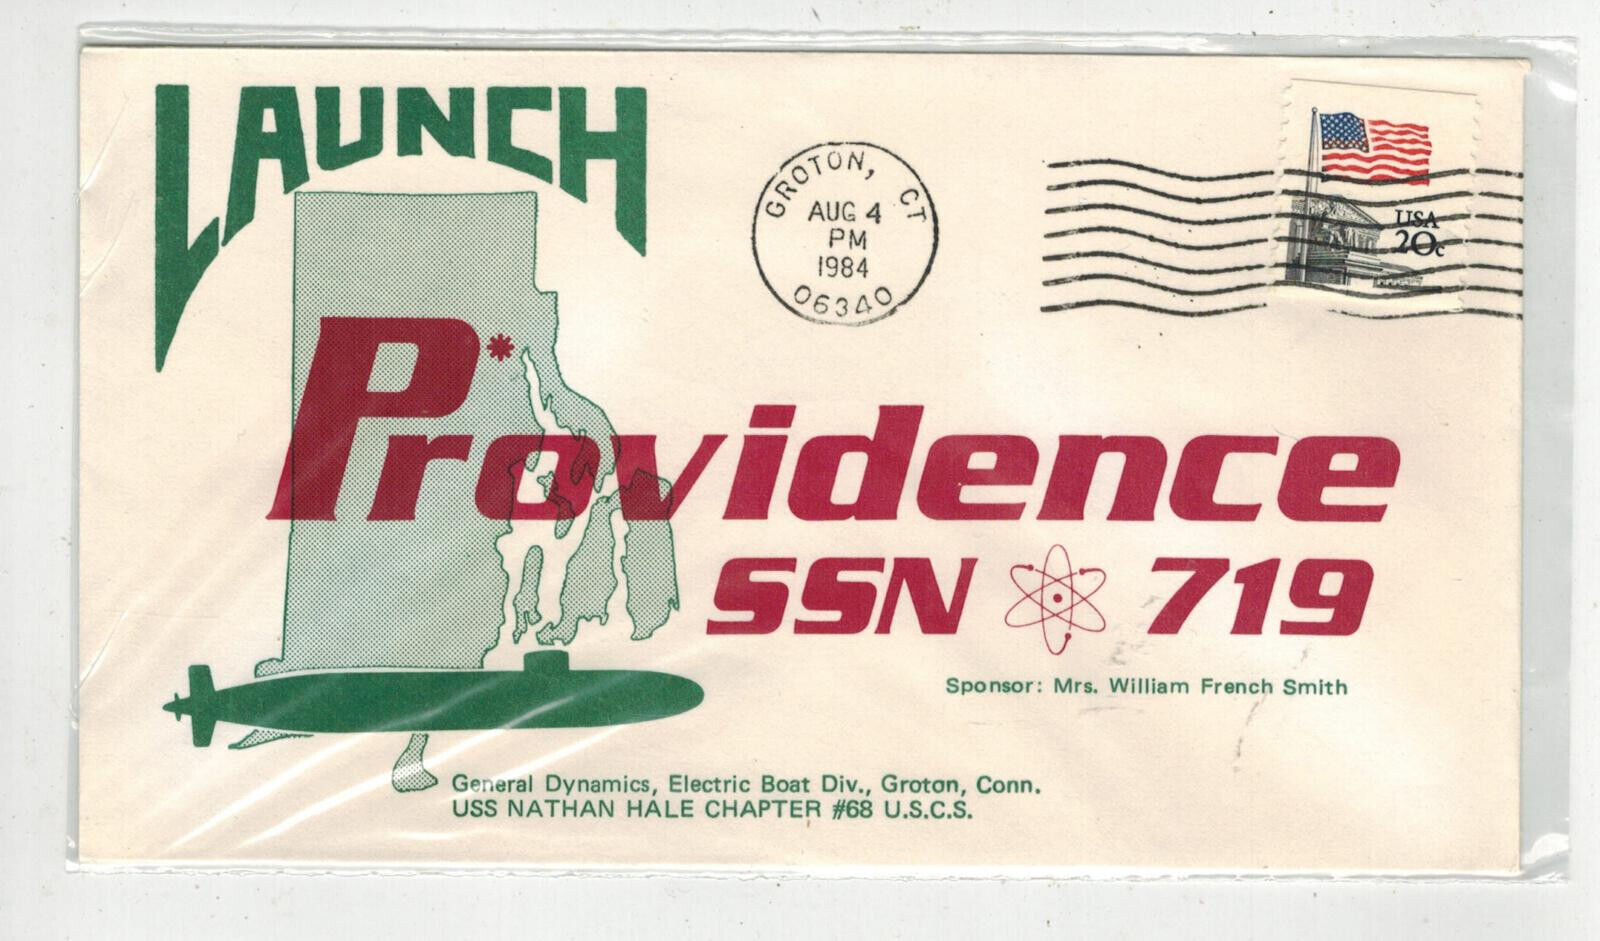 LAUNCH
GROTON, CT
AUG 4
PM
1984
06340
USA
20c
Providence*
SSN 719
Sponsor: Mrs. William French Smith
General Dynamics, Electric Boat Div., Groton, Conn.
USS NATHAN HALE CHAPTER #68 U.S.C.S.